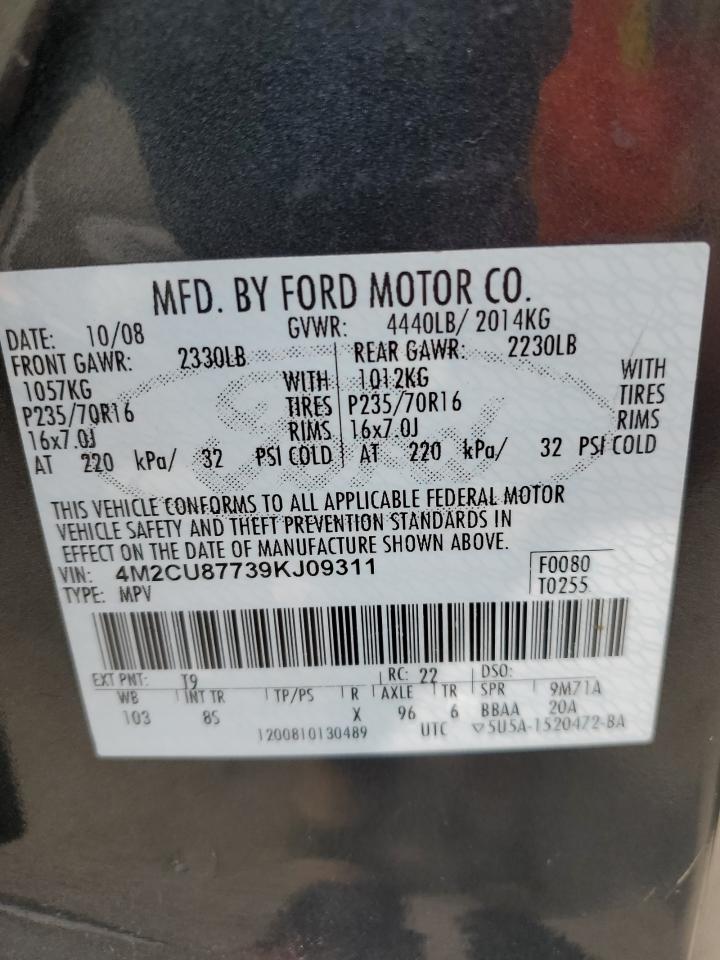 MFD. BY FORD MOTOR CO.
DATE: 10/08 GVWR: 4440LB/ 2014KG
FRONT GAWR: 2330LB REAR GAWR: 2230LB
1057KG WITH 1012KG WITH
P235/70R16 TIRES P235/70R16 TIRES
16x7.0J RIMS 16x7.0J RIMS
AT 220 kPa/ 32 PSI COLD AT 220 kPa/ 32 PSI COLD
THIS VEHICLE CONFORMS TO ALL APPLICABLE FEDERAL MOTOR
VEHICLE SAFETY AND THEFT PREVENTION STANDARDS IN
EFFECT ON THE DATE OF MANUFACTURE SHOWN ABOVE.
VIN: 4M2CU87739KJ09311 F0080
TYPE: MPV T0255
EXT PNT: T9 RC: 22 DSO:
WB INT TR TP/PS R AXLE TR SPR 9M71A
103 8S X 96 6 BBAA 20A
1200810130489 UTC ▽5U5A-1520472-BA